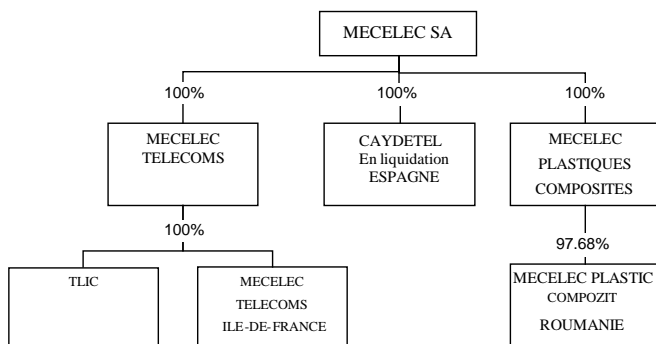 MECELEC SA
100%
100%
100%
MECELEC
TELECOMS
CAYDETEL
En liquidation
ESPAGNE
MECELEC
PLASTIQUES
COMPOSITES
100%
97.68%
TLIC
MECELEC
TELECOMS
ILE-DE-FRANCE
MECELEC PLASTIC
COMPOZIT
ROUMANIE